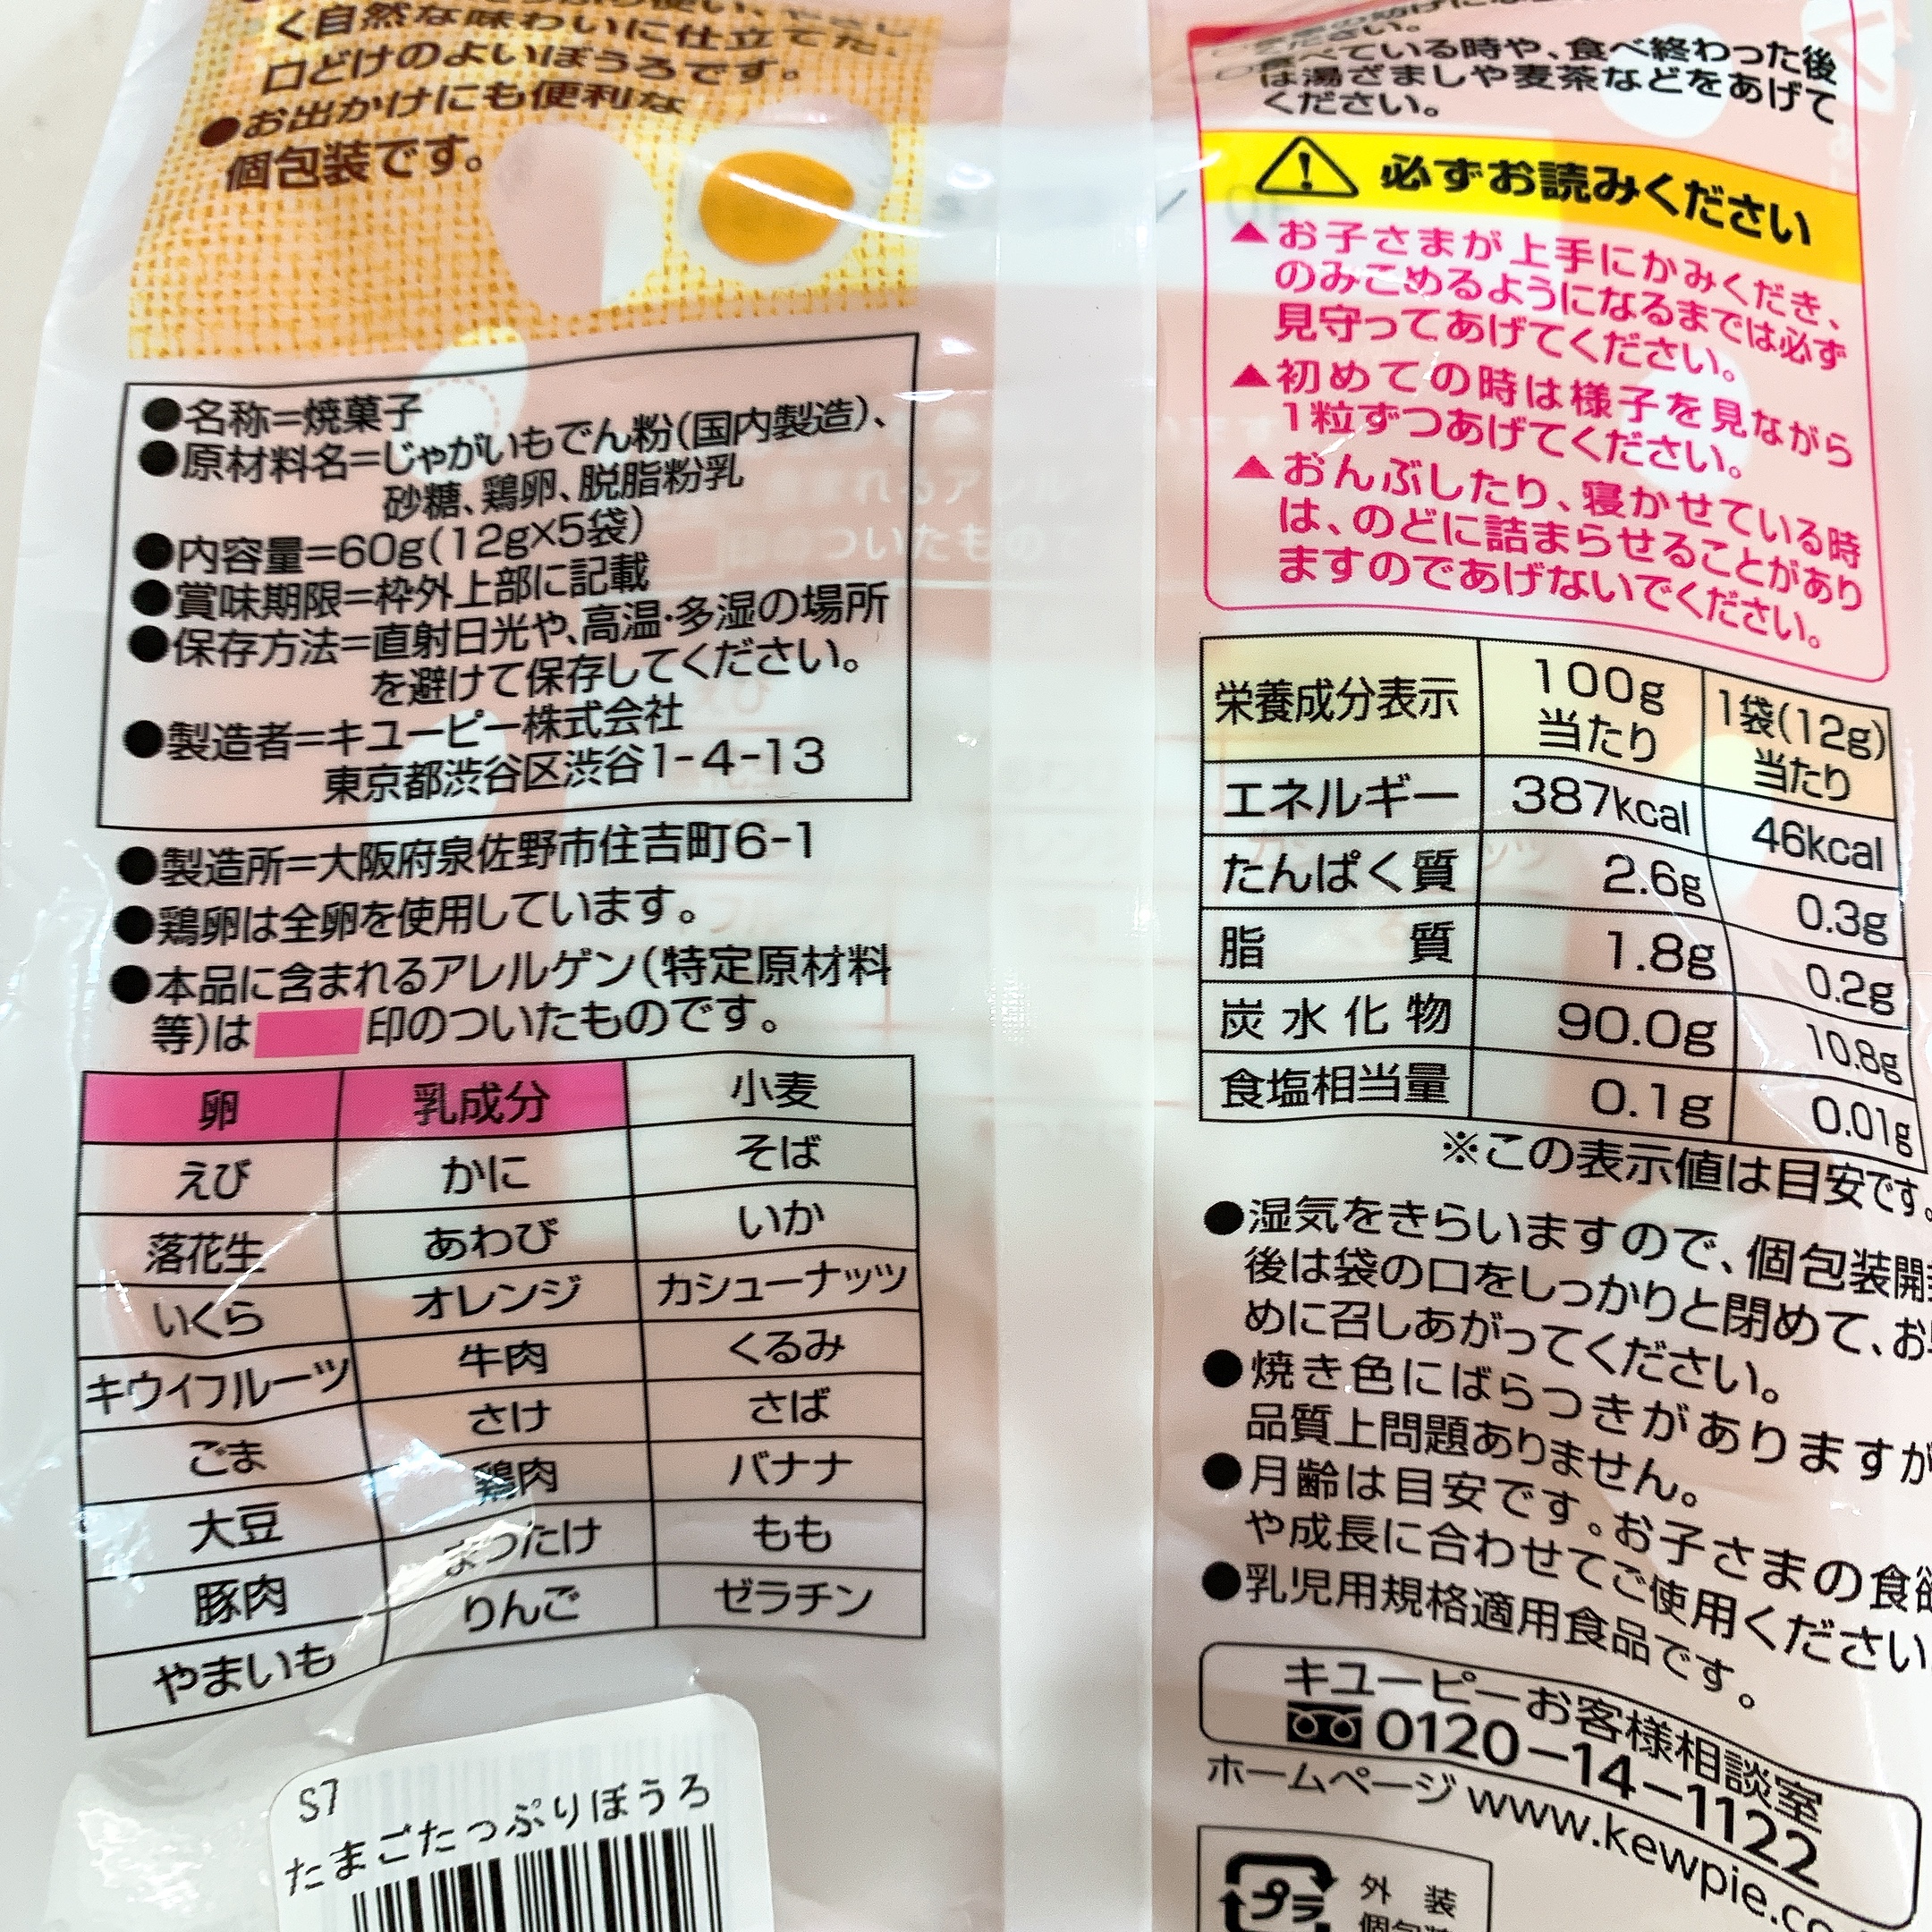 く自然な味わいに仕立てた、
口どけのよいぼうろです。
●お出かけにも便利な
個包装です。
●名称=焼菓子
●原材料名=じゃがいもでん粉(国内製造)、
砂糖、鶏卵、脱脂粉乳
●内容量=60g(12g×5袋)
●賞味期限=枠外上部に記載
●保存方法=直射日光や、高温・多湿の場所
を避けて保存してください。
●製造者=キユーピー株式会社
東京都渋谷区渋谷1-4-13
●製造所=大阪府泉佐野市住吉町6-1
●鶏卵は全卵を使用しています。
●本品に含まれるアレルゲン(特定原材料
等)は 印のついたものです。
卵 乳成分 小麦
えび かに そば
落花生 あわび いか
いくら オレンジ カシューナッツ
キウイフルーツ 牛肉 くるみ
ごま さけ さば
大豆 鶏肉 バナナ
豚肉 まつたけ もも
やまいも りんご ゼラチン
S7
たまごたっぷりぼうろ
ください。
食べている時や、食べ終わった後
は湯ざましや麦茶などをあげて
ください。
必ずお読みください
▲お子さまが上手にかみくだき、
のみこめるようになるまでは必ず
見守ってあげてください。
▲初めての時は様子を見ながら
1粒ずつあげてください。
▲おんぶしたり、寝かせている時
は、のどに詰まらせることがあり
ますのであげないでください。
栄養成分表示 100g当たり 1袋(12g)当たり
エネルギー 387kcal 46kcal
たんぱく質 2.6g 0.3g
脂質 1.8g 0.2g
炭水化物 90.0g 10.8g
食塩相当量 0.1g 0.01g
※この表示値は目安です。
●湿気をきらいますので、個包装開
後は袋の口をしっかりと閉めて、お
めに召しあがってください。
●焼き色にばらつきがありますが
品質上問題ありません。
●月齢は目安です。お子さまの食欲
や成長に合わせてご使用ください
●乳児用規格適用食品です。
キユーピーお客様相談室
0120-14-1122
ホームページ www.kewpie.co
プラ
外装